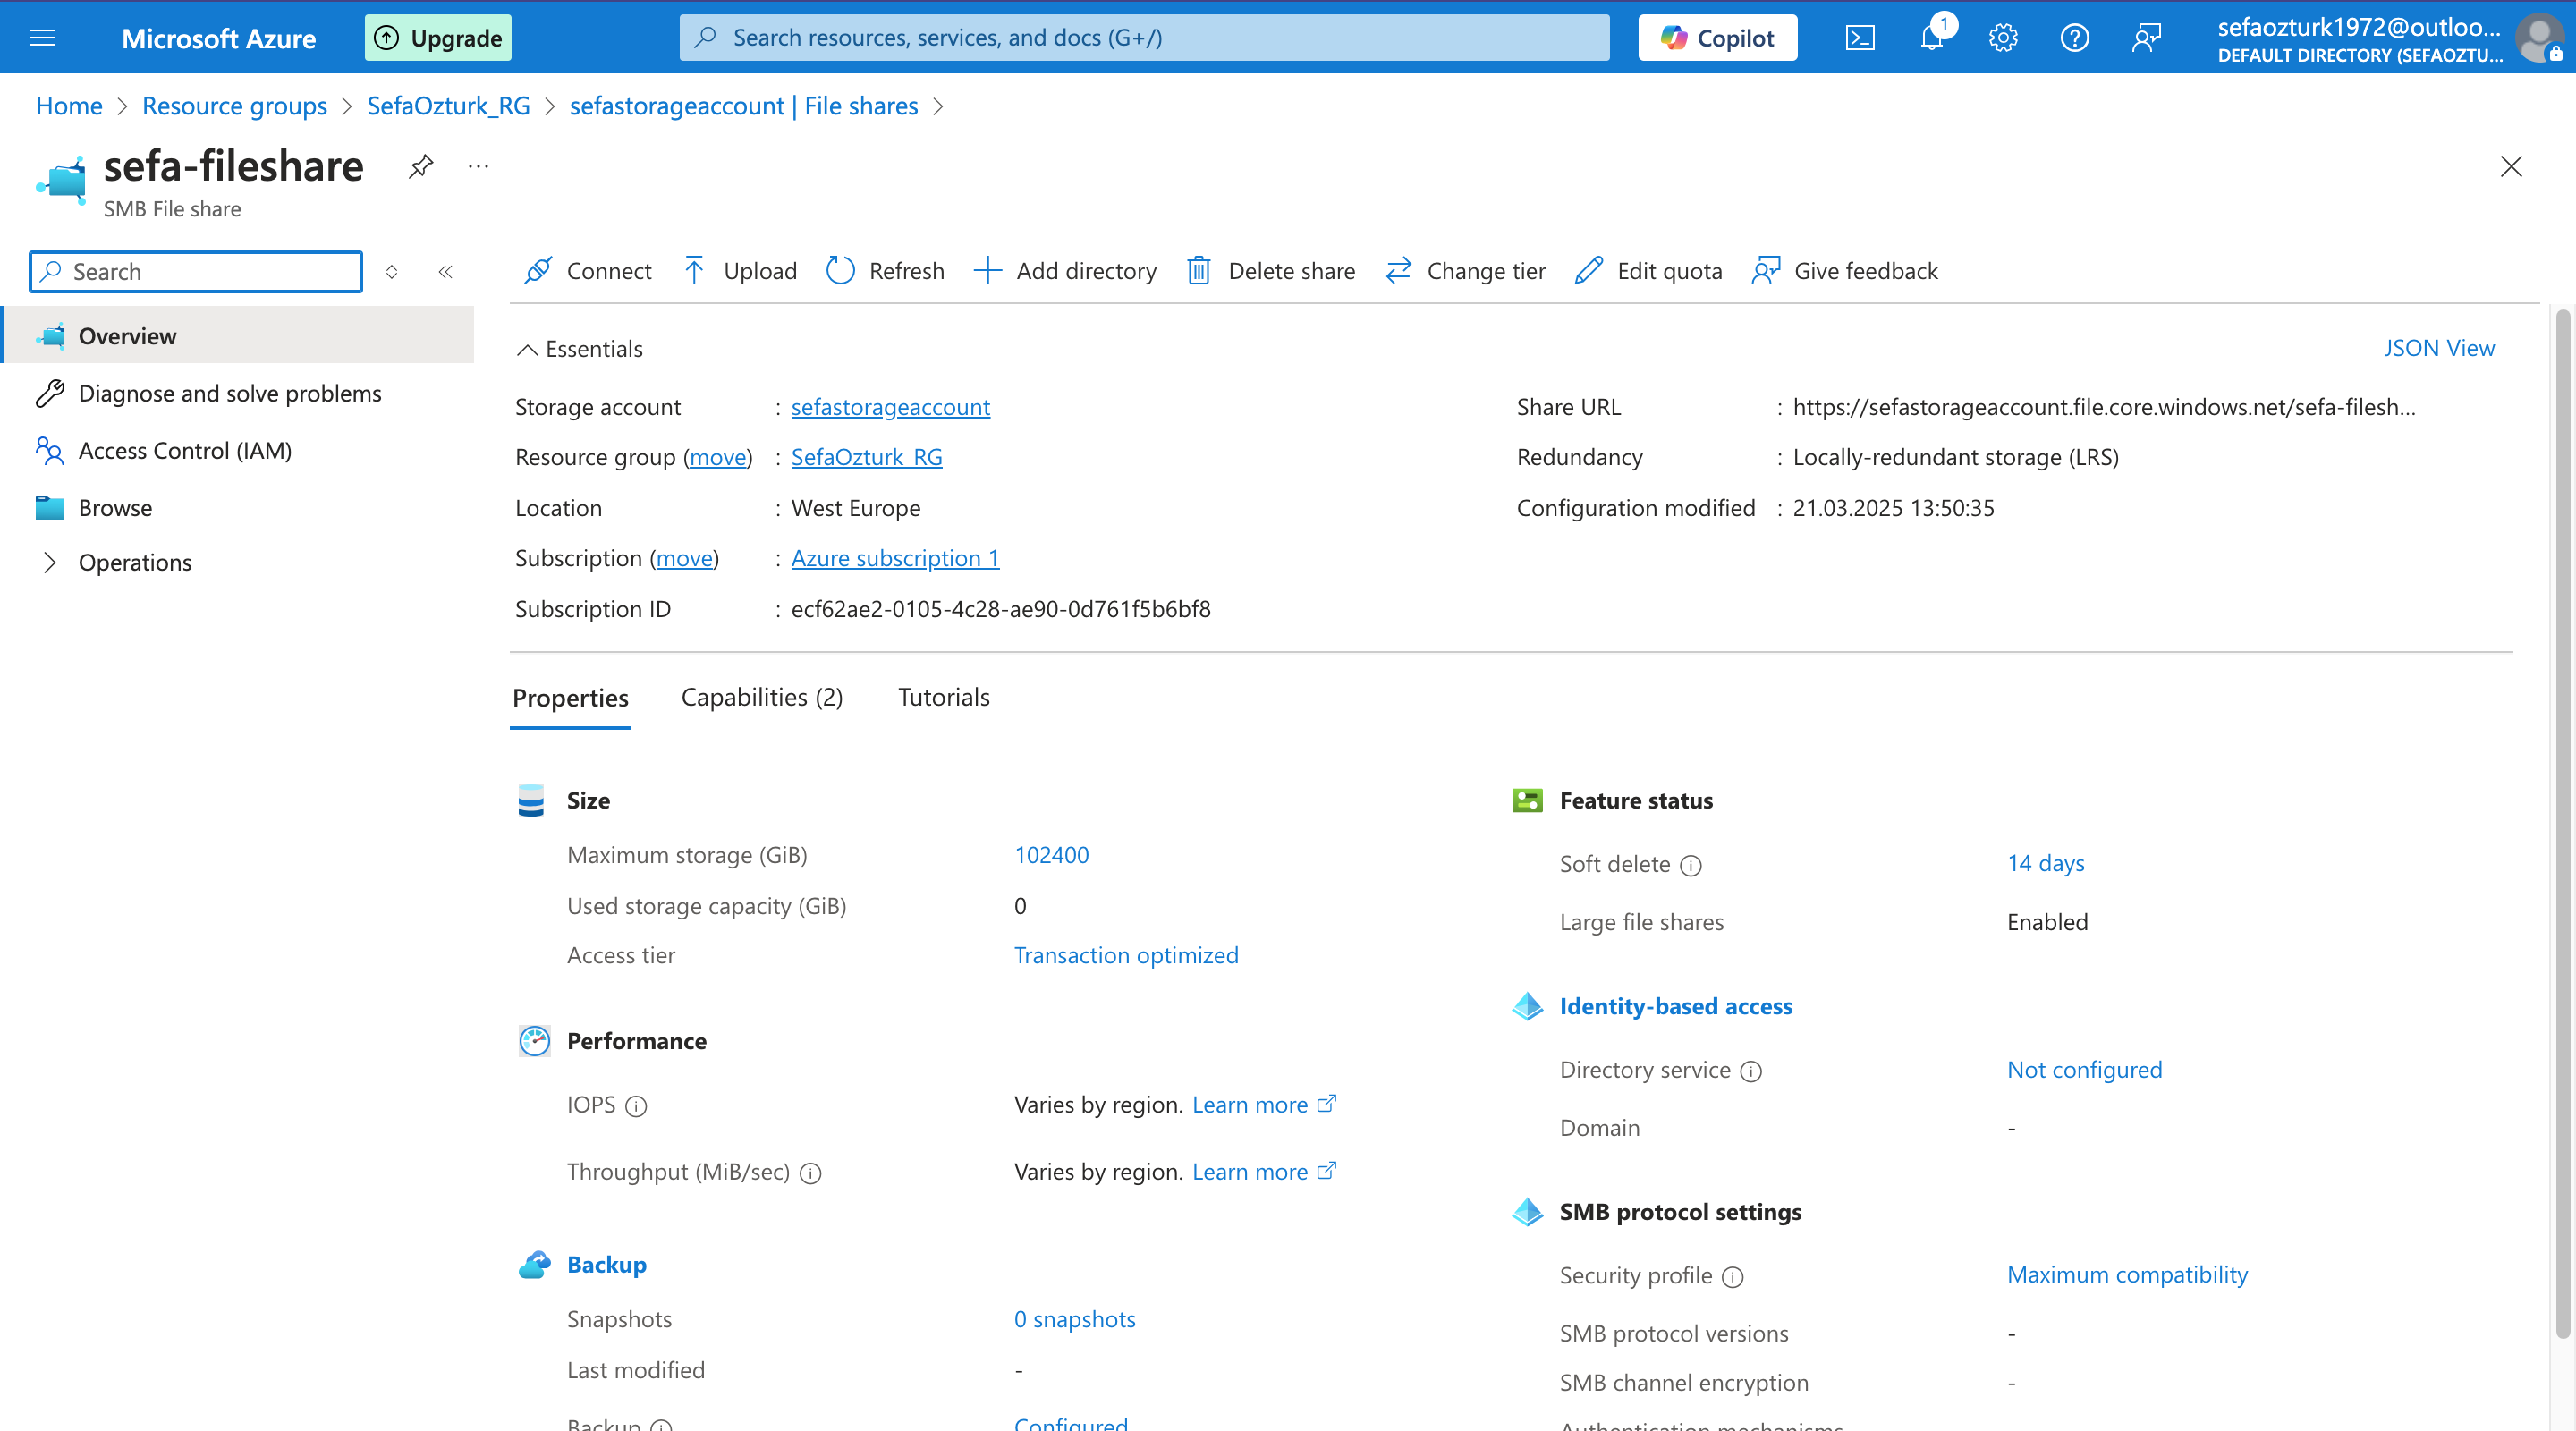 Microsoft Azure
Upgrade
Search resources, services, and docs (G+/)
Copilot
1
sefaozturk1972@outloo...
DEFAULT DIRECTORY (SEFAOZTU...
Home > Resource groups > SefaOzturk_RG > sefastorageaccount | File shares >
sefa-fileshare
SMB File share
Search
Overview
Diagnose and solve problems
Access Control (IAM)
Browse
Operations
Connect
Upload
Refresh
Add directory
Delete share
Change tier
Edit quota
Give feedback
Essentials
JSON View
Storage account : sefastorageaccount
Resource group (move) : SefaOzturk_RG
Location : West Europe
Subscription (move) : Azure subscription 1
Subscription ID : ecf62ae2-0105-4c28-ae90-0d761f5b6bf8
Share URL : https://sefastorageaccount.file.core.windows.net/sefa-filesh...
Redundancy : Locally-redundant storage (LRS)
Configuration modified : 21.03.2025 13:50:35
Properties
Capabilities (2)
Tutorials
Size
Maximum storage (GiB) 102400
Used storage capacity (GiB) 0
Access tier Transaction optimized
Performance
IOPS Varies by region. Learn more
Throughput (MiB/sec) Varies by region. Learn more
Backup
Snapshots 0 snapshots
Last modified -
Backup Configured
Feature status
Soft delete 14 days
Large file shares Enabled
Identity-based access
Directory service Not configured
Domain -
SMB protocol settings
Security profile Maximum compatibility
SMB protocol versions -
SMB channel encryption -
Authentication mechanisms